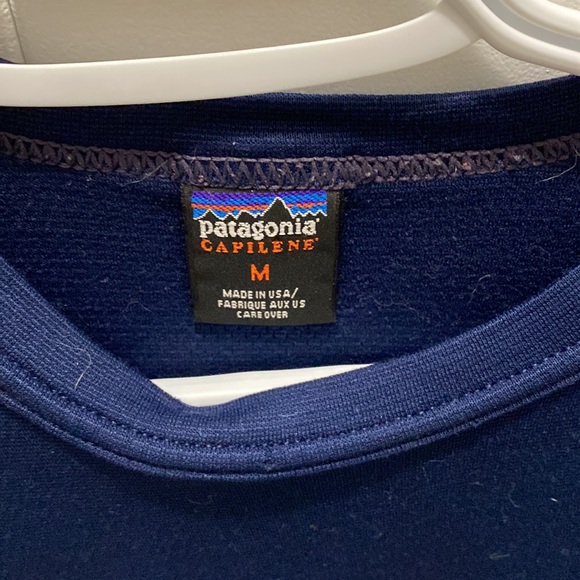 patagonia
CAPILENE®
M
MADE IN USA/
FABRIQUE AUX US
CARE OVER